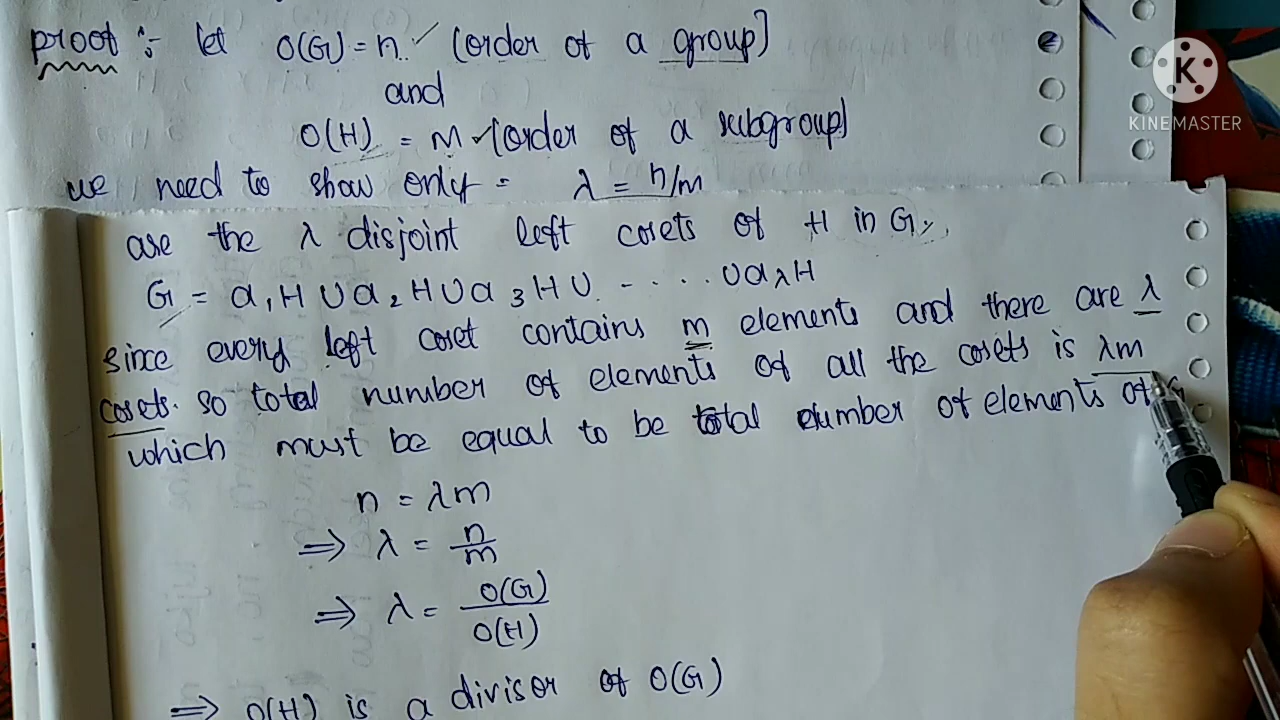 proof :- let O(G) = n (order of a group)
and
O(H) = m (order of a subgroup)
we need to show only = λ = n/m
are the λ disjoint left cosets of H in G,
G = a₁H ∪ a₂H ∪ a₃H ∪ - .... ∪ aλH
since every left coset contains m elements and there are λ
cosets. so total number of elements of all the cosets is λm
which must be equal to be total number of elements of
n = λm
⇒ λ = n/m
⇒ λ = O(G)/O(H)
⇒ O(H) is a divisor of O(G)
K
KINEMASTER